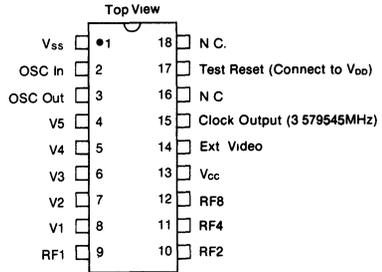 Top View
Vss 1 18 N C.
OSC In 2 17 Test Reset (Connect to VDD)
OSC Out 3 16 N C
V5 4 15 Clock Output (3 579545MHz)
V4 5 14 Ext Video
V3 6 13 Vcc
V2 7 12 RF8
V1 8 11 RF4
RF1 9 10 RF2